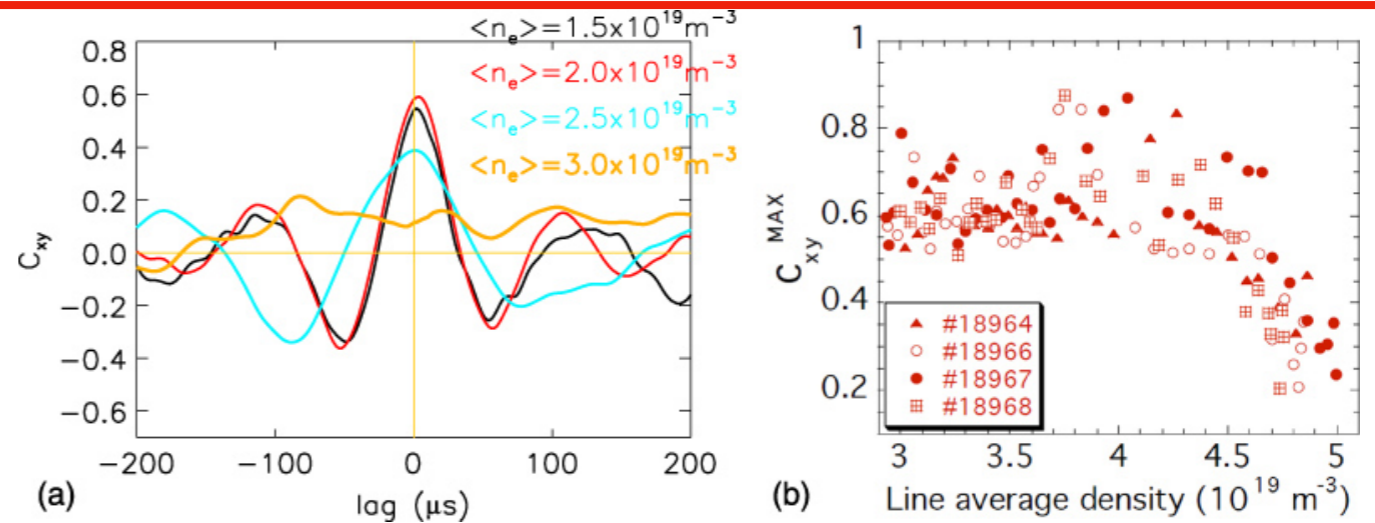 <nₑ>=1.5x10¹⁹m⁻³
<nₑ>=2.0x10¹⁹m⁻³
<nₑ>=2.5x10¹⁹m⁻³
<nₑ>=3.0x10¹⁹m⁻³
0.8
0.6
0.4
0.2
0.0
−0.2
−0.4
−0.6
Cxy
−200
−100
0
100
200
lag (μs)
(a)
1
0.8
0.6
0.4
0.2
Cxy MAX
#18964
#18966
#18967
#18968
3
3.5
4
4.5
5
Line average density (10¹⁹ m⁻³)
(b)